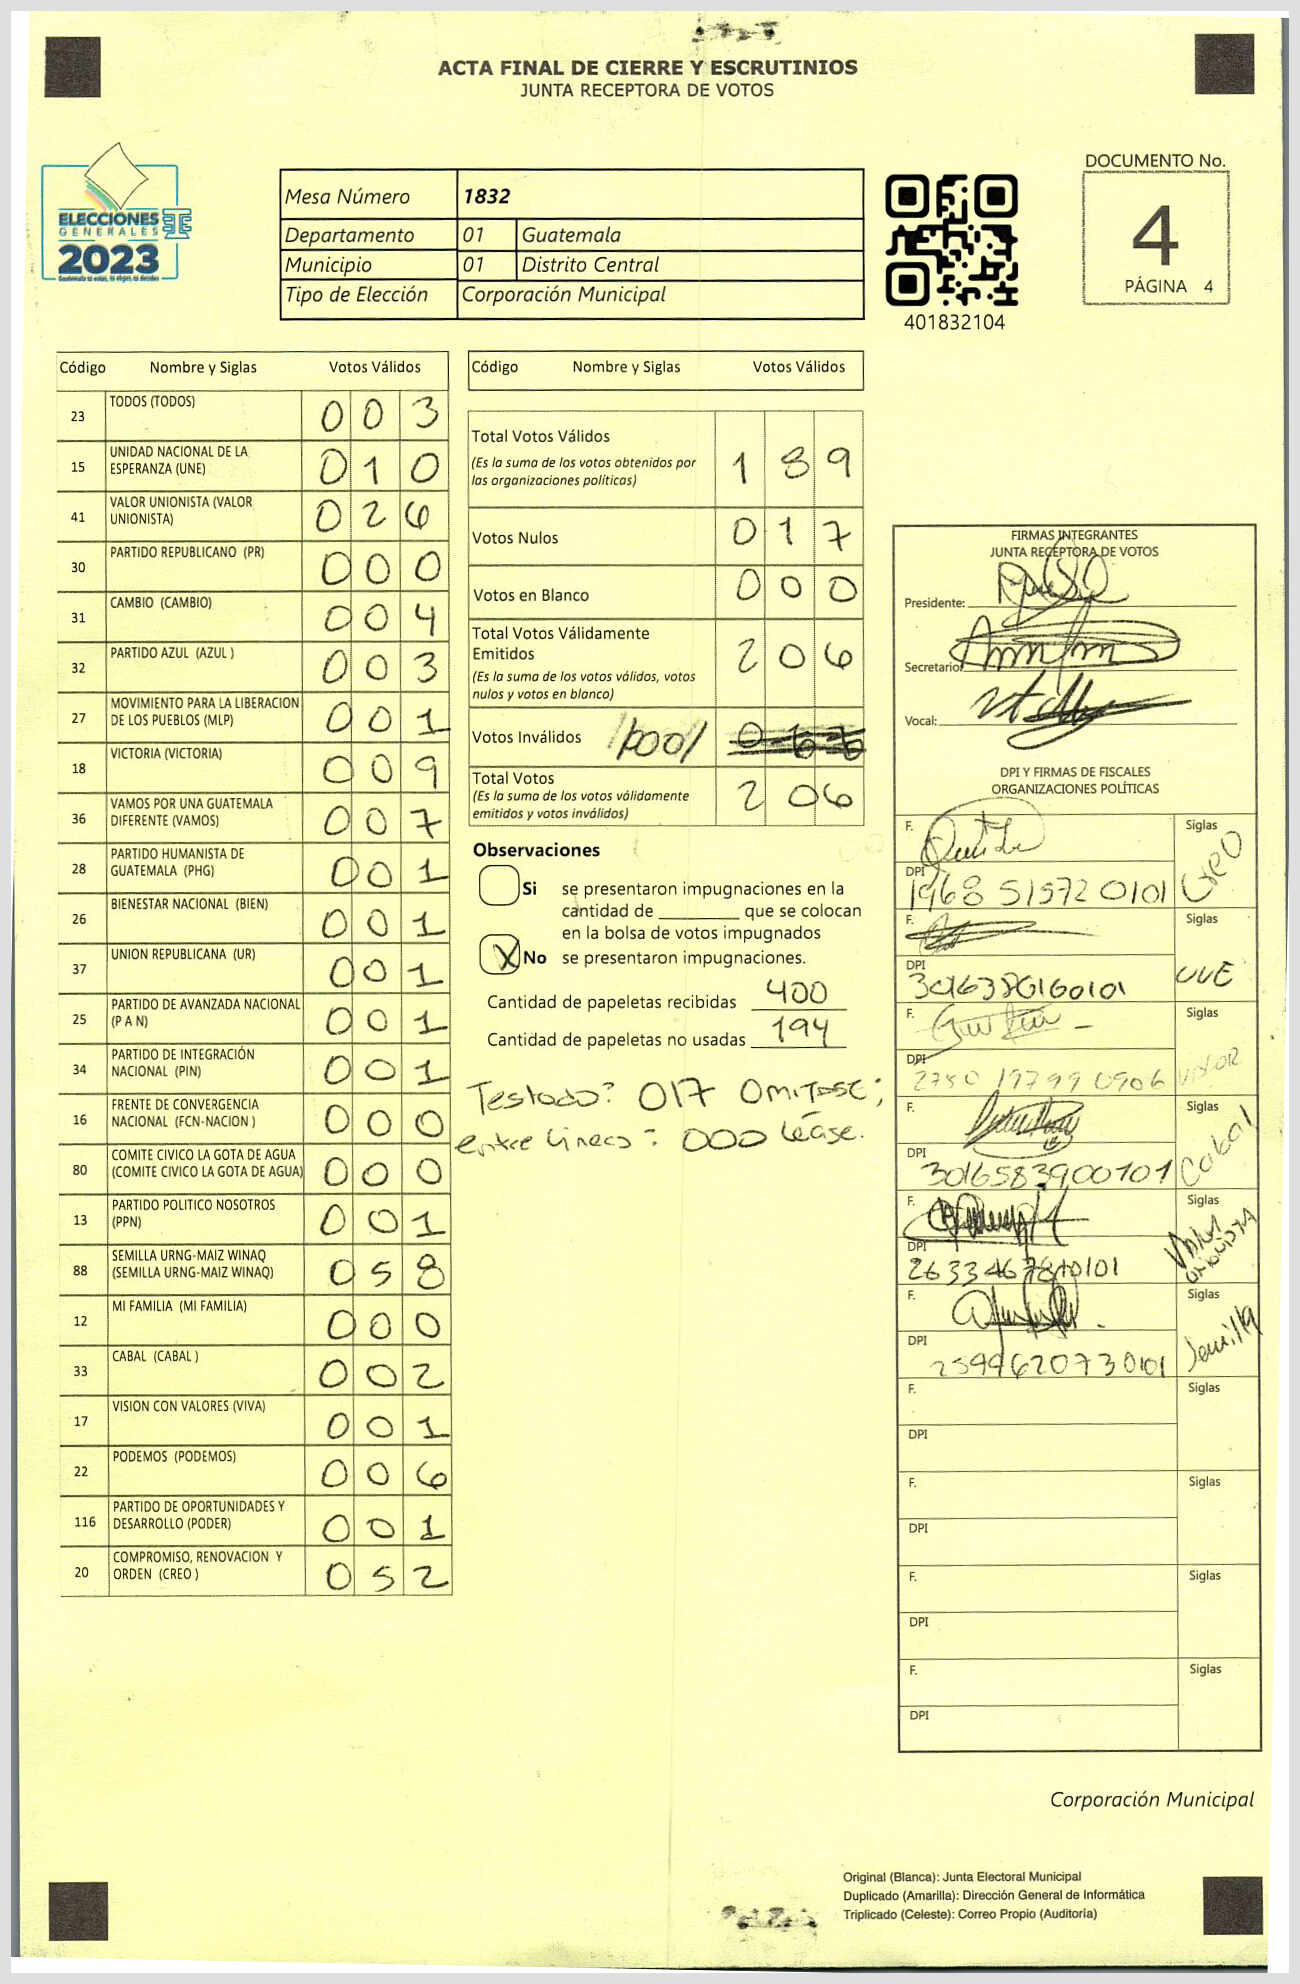 ACTA FINAL DE CIERRE Y ESCRUTINIOS
JUNTA RECEPTORA DE VOTOS
ELECCIONES
GENERALES
2023
Mesa Número 1832
Departamento 01 Guatemala
Municipio 01 Distrito Central
Tipo de Elección Corporación Municipal
401832104
DOCUMENTO No.
4
PÁGINA 4
Código Nombre y Siglas Votos Válidos
23 TODOS (TODOS) 0 0 3
15 UNIDAD NACIONAL DE LA ESPERANZA (UNE) 0 1 0
41 VALOR UNIONISTA (VALOR UNIONISTA) 0 2 6
30 PARTIDO REPUBLICANO (PR) 0 0 0
31 CAMBIO (CAMBIO) 0 0 4
32 PARTIDO AZUL (AZUL ) 0 0 3
27 MOVIMIENTO PARA LA LIBERACION DE LOS PUEBLOS (MLP) 0 0 1
18 VICTORIA (VICTORIA) 0 0 9
36 VAMOS POR UNA GUATEMALA DIFERENTE (VAMOS) 0 0 7
28 PARTIDO HUMANISTA DE GUATEMALA (PHG) 0 0 1
26 BIENESTAR NACIONAL (BIEN) 0 0 1
37 UNION REPUBLICANA (UR) 0 0 1
25 PARTIDO DE AVANZADA NACIONAL (P A N) 0 0 1
34 PARTIDO DE INTEGRACIÓN NACIONAL (PIN) 0 0 1
16 FRENTE DE CONVERGENCIA NACIONAL (FCN-NACION ) 0 0 0
80 COMITE CIVICO LA GOTA DE AGUA (COMITE CIVICO LA GOTA DE AGUA) 0 0 0
13 PARTIDO POLITICO NOSOTROS (PPN) 0 0 1
88 SEMILLA URNG-MAIZ WINAQ (SEMILLA URNG-MAIZ WINAQ) 0 5 8
12 MI FAMILIA (MI FAMILIA) 0 0 0
33 CABAL (CABAL ) 0 0 2
17 VISION CON VALORES (VIVA) 0 0 1
22 PODEMOS (PODEMOS) 0 0 6
116 PARTIDO DE OPORTUNIDADES Y DESARROLLO (PODER) 0 0 1
20 COMPROMISO, RENOVACION Y ORDEN (CREO ) 0 5 2
Código Nombre y Siglas Votos Válidos
Total Votos Válidos 1 8 9
(Es la suma de los votos obtenidos por
las organizaciones políticas)
Votos Nulos 0 1 7
Votos en Blanco 0 0 0
Total Votos Válidamente
Emitidos 2 0 6
(Es la suma de los votos válidos, votos
nulos y votos en blanco)
Votos Inválidos /000/
Total Votos 2 0 6
(Es la suma de los votos válidamente
emitidos y votos inválidos)
Observaciones
Si se presentaron impugnaciones en la
cantidad de ________ que se colocan
en la bolsa de votos impugnados
X No se presentaron impugnaciones.
Cantidad de papeletas recibidas 400
Cantidad de papeletas no usadas 194
Testado: 017 Omitase;
entre lineas: 000 Léase.
FIRMAS INTEGRANTES
JUNTA RECEPTORA DE VOTOS
Presidente:
Secretario:
Vocal:
DPI Y FIRMAS DE FISCALES
ORGANIZACIONES POLÍTICAS
F. Siglas
DPI 1968 51572 0101 Creo
F. Siglas
DPI 3016380160101 UNE
F. Siglas
DPI 2750 19799 0906
F. Siglas
DPI 3016583900101 Cabal
F. Siglas
DPI Valor Unionista
F. Siglas
DPI 2599620730101 Semilla
F. Siglas
DPI
F. Siglas
DPI
F. Siglas
DPI
F. Siglas
DPI
Corporación Municipal
Original (Blanca): Junta Electoral Municipal
Duplicado (Amarilla): Dirección General de Informática
Triplicado (Celeste): Correo Propio (Auditoría)